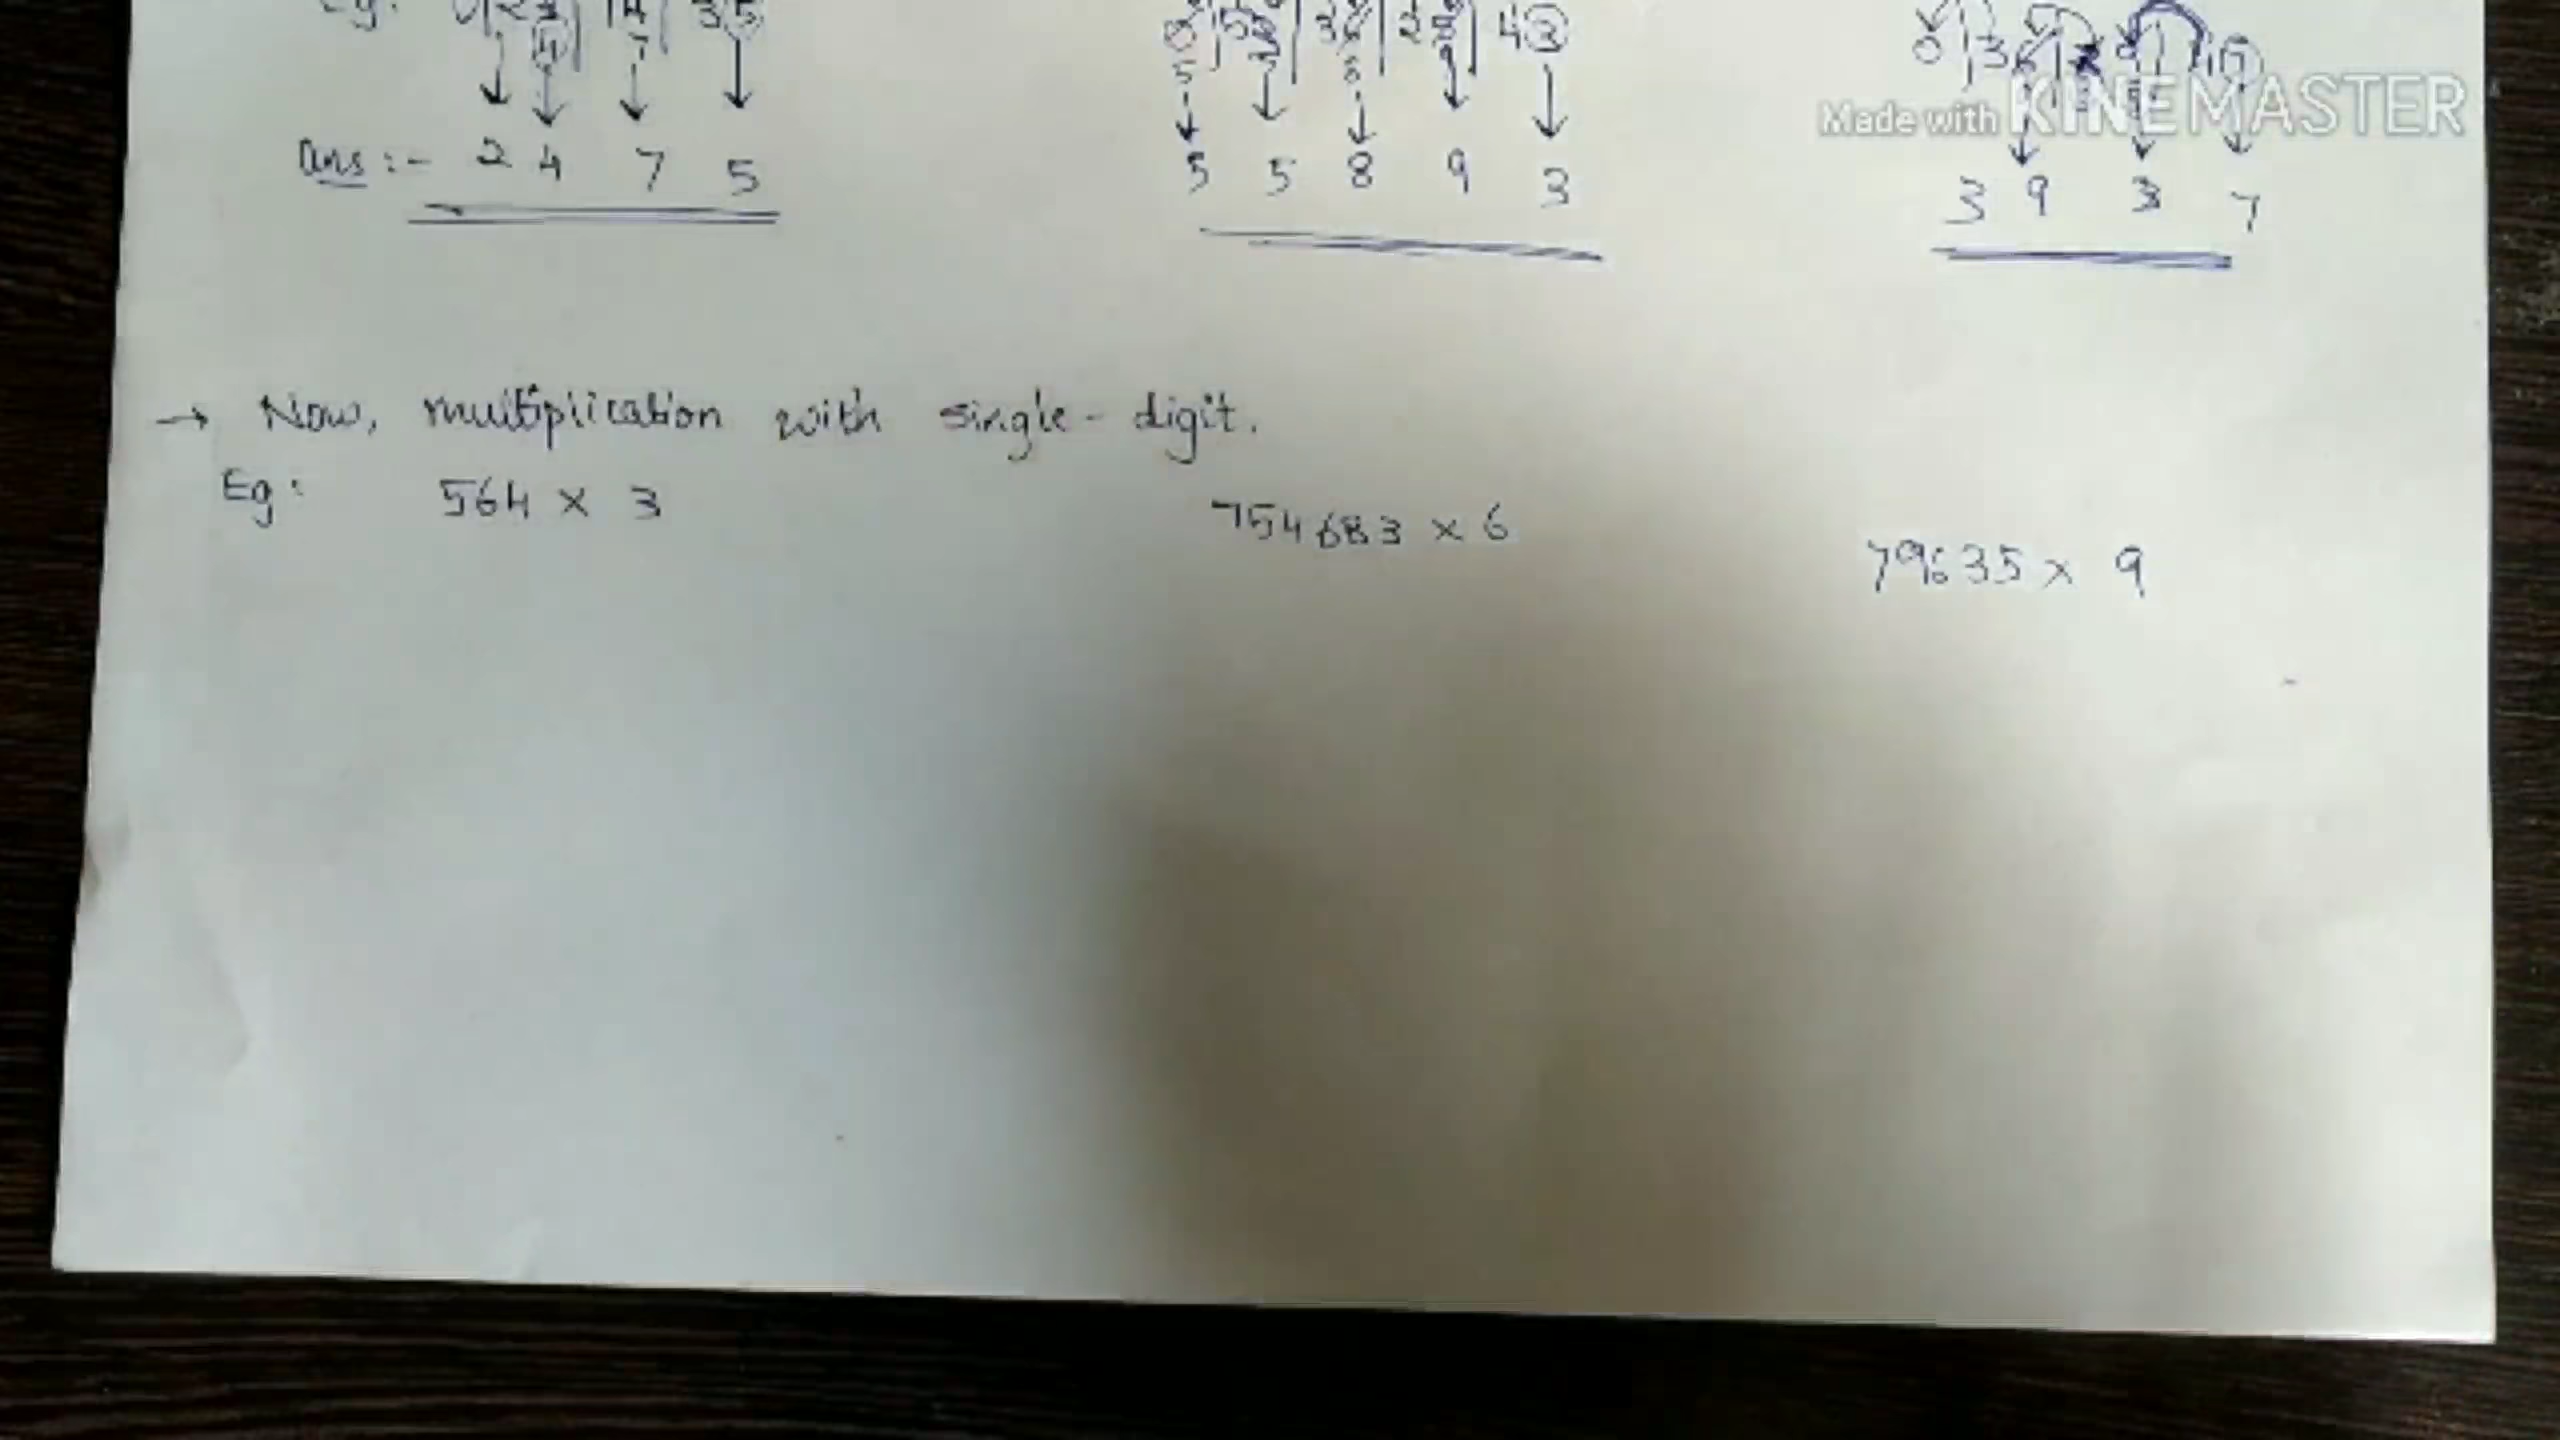 Eg.
Made with KINEMASTER
Ans :- 2 4 7 5
5 5 8 9 3
3 9 3 7
→ Now, multiplication with single-digit.
Eg: 564 x 3
754683 x 6
79635 x 9